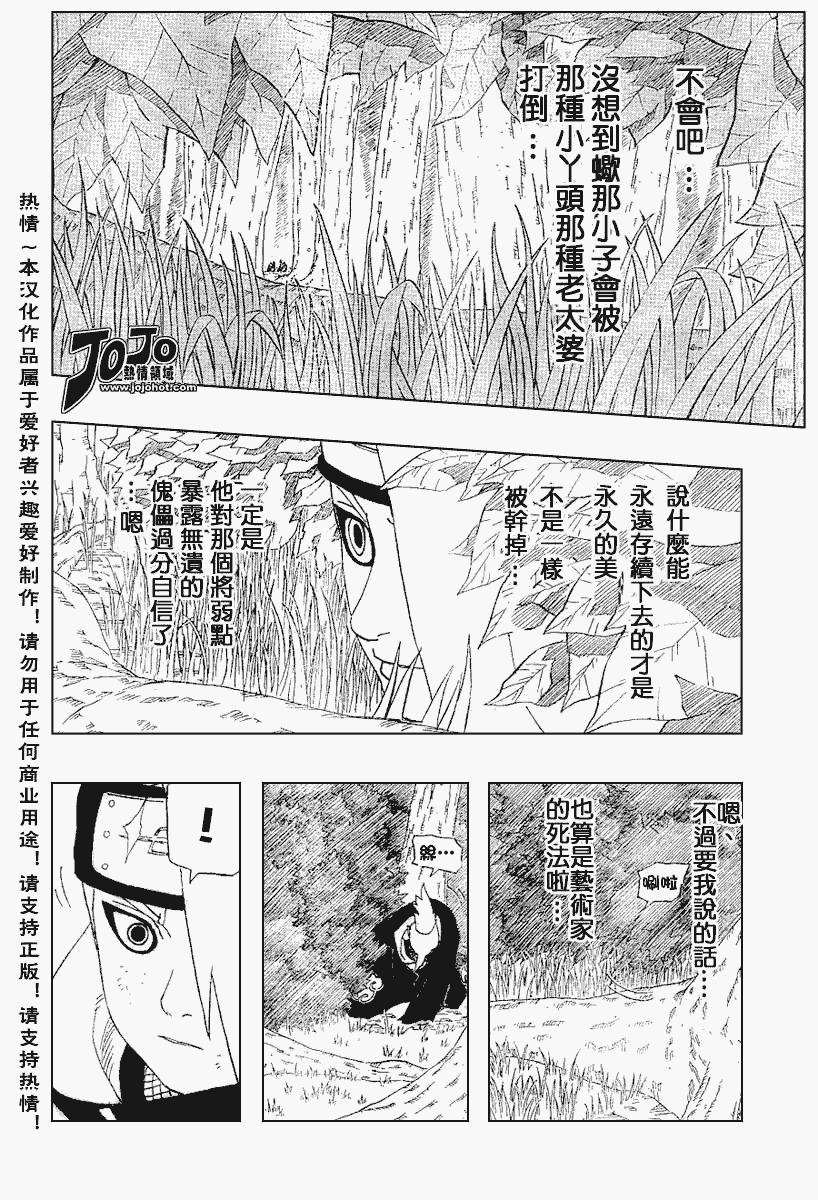 不會吧…
沒想到蠍那小子會被
那種小丫頭那種老太婆
打倒…
JOJO
熱情領域
www.jojohot.com
說什麼能
永遠存續下去的才是
永久的美
不是一樣
被幹掉…
一定是
他對那個將弱點
暴露無遺的
傀儡過分自信了
…嗯
嗯、
不過要我說的話…
也算是藝術家
的死法啦…
!
热情~本汉化作品属于爱好者兴趣爱好制作!请勿用于任何商业用途!请支持正版!请支持热情!